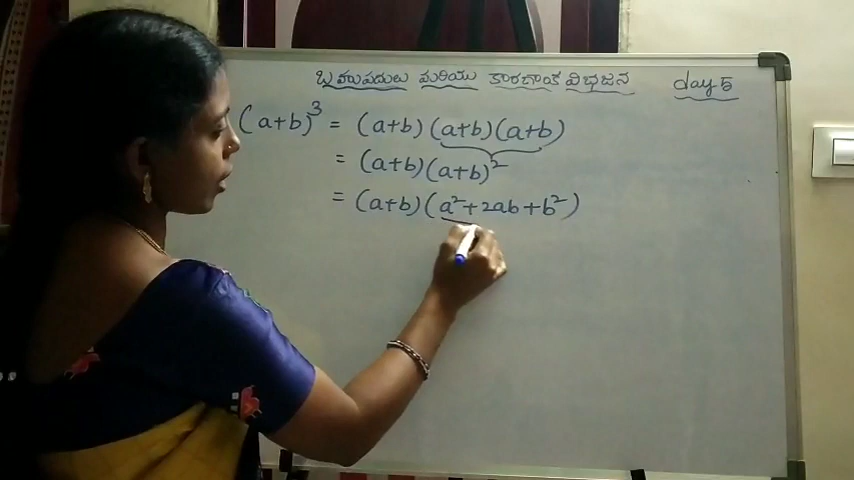 బహుపదులు మరియు కారణాంక విభజన day 5
(a+b)³ = (a+b) (a+b)(a+b)
= (a+b)(a+b)²
= (a+b)(a²+2ab+b²)